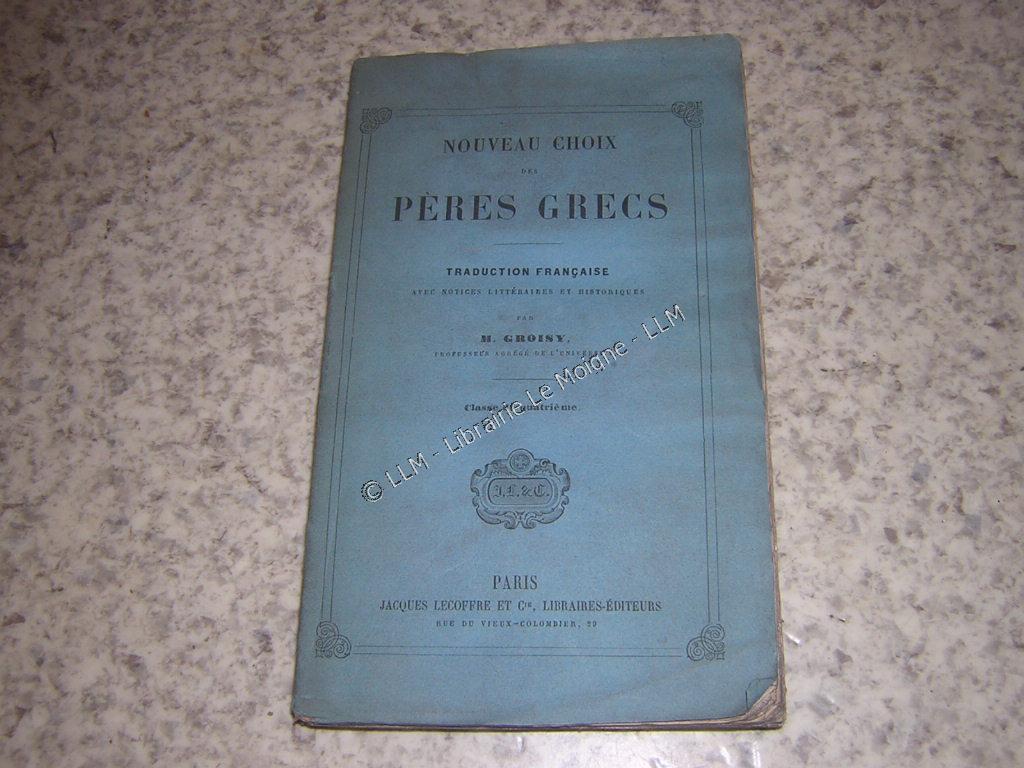 NOUVEAU CHOIX
DES
PÈRES GRECS
TRADUCTION FRANÇAISE
AVEC NOTICES LITTÉRAIRES ET HISTORIQUES
PAR
M. GROISY,
PROFESSEUR AGRÉGÉ DE L'UNIVERSITÉ
Classe de quatrième.
© LLM - Librairie Le Moigne - LLM
J. L. & C.
PARIS
JACQUES LECOFFRE ET Cie, LIBRAIRES-ÉDITEURS
RUE DU VIEUX-COLOMBIER, 29